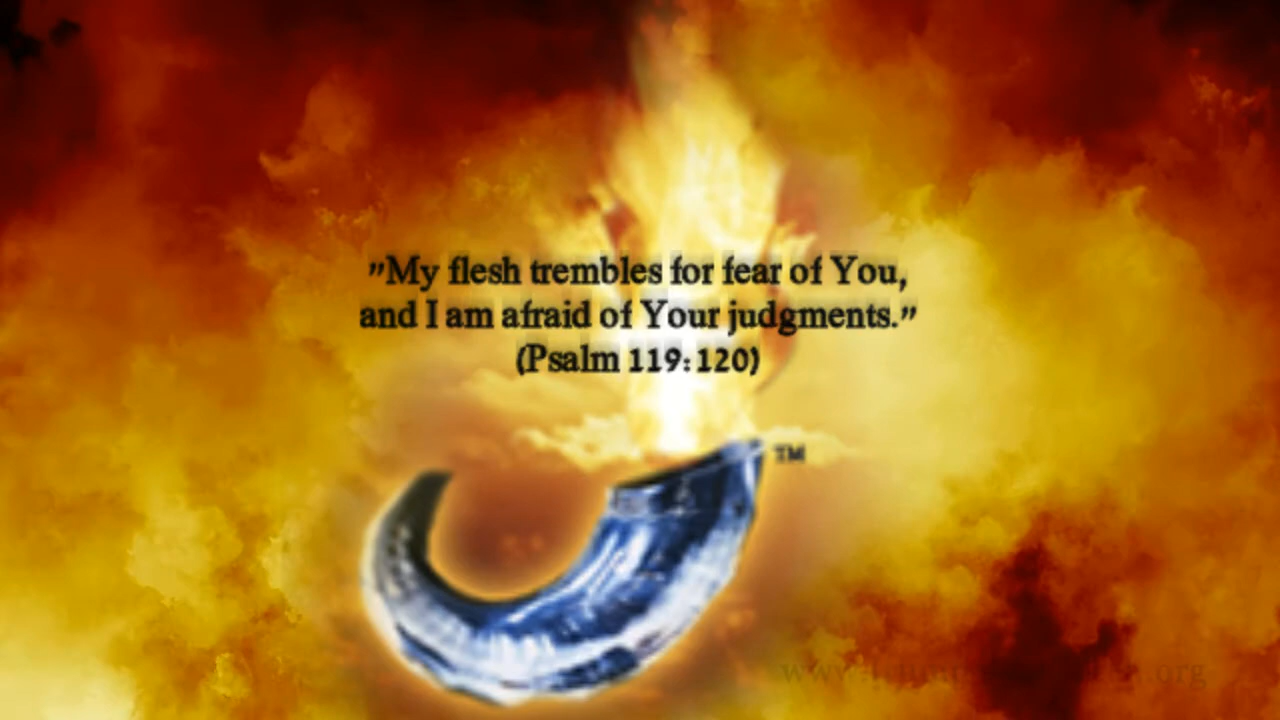 "My flesh trembles for fear of You,
and I am afraid of Your judgments."
(Psalm 119:120)
TM